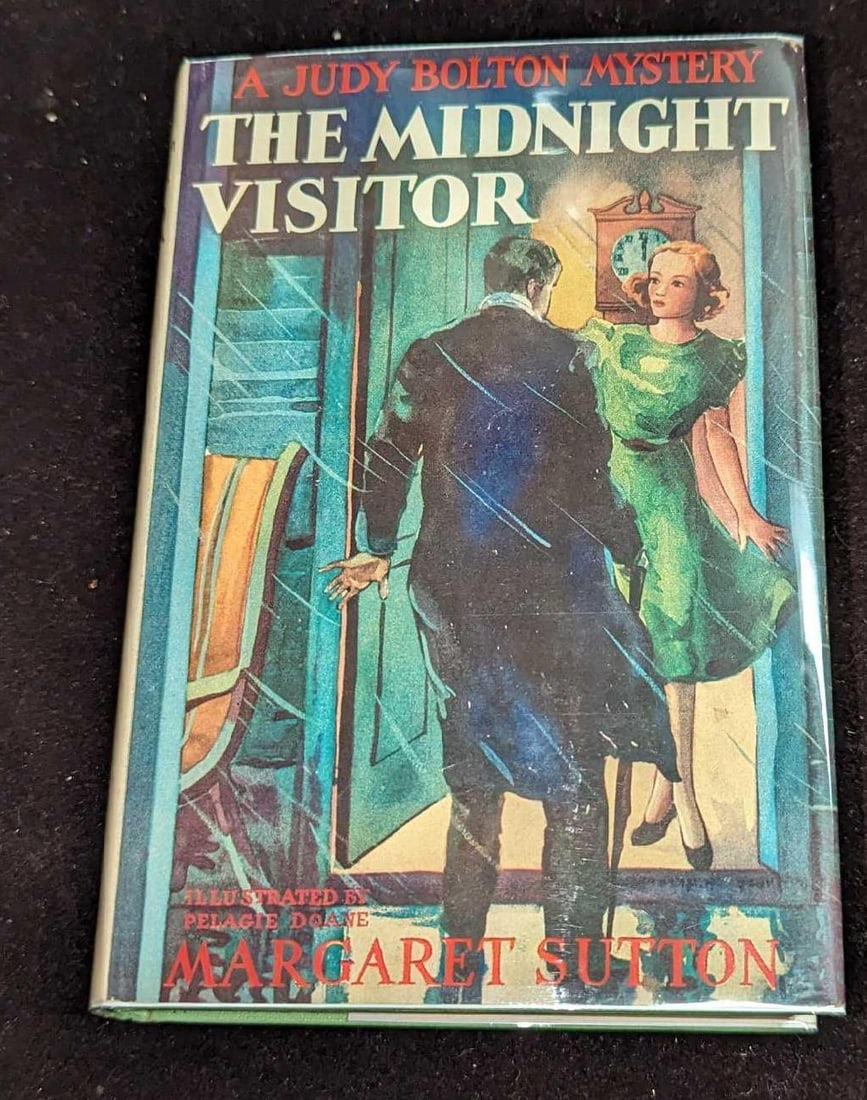 A JUDY BOLTON MYSTERY
THE MIDNIGHT
VISITOR
ILLUSTRATED BY
PELAGIE DOANE
MARGARET SUTTON